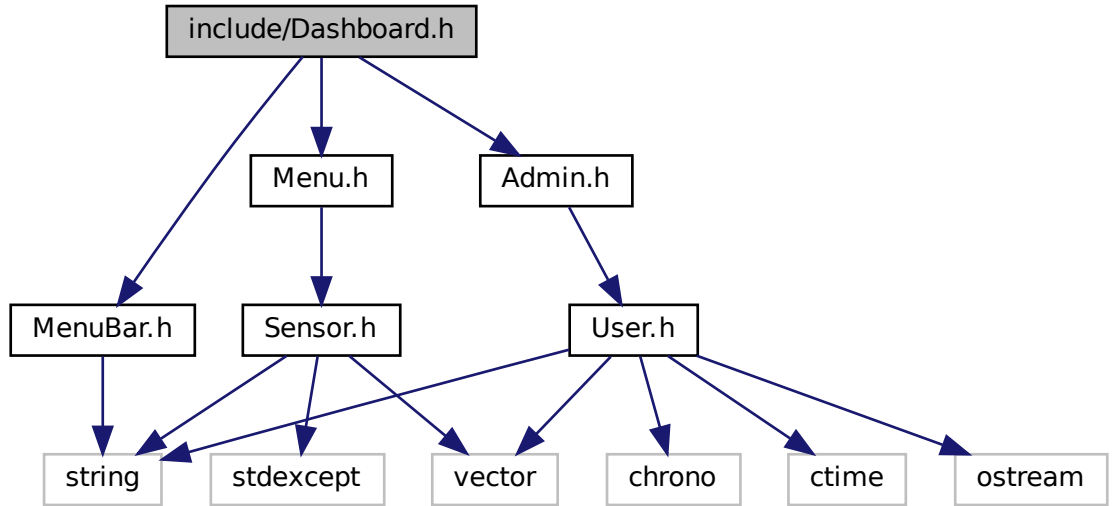 include/Dashboard.h
Menu.h
Admin.h
MenuBar.h
Sensor.h
User.h
string
stdexcept
vector
chrono
ctime
ostream